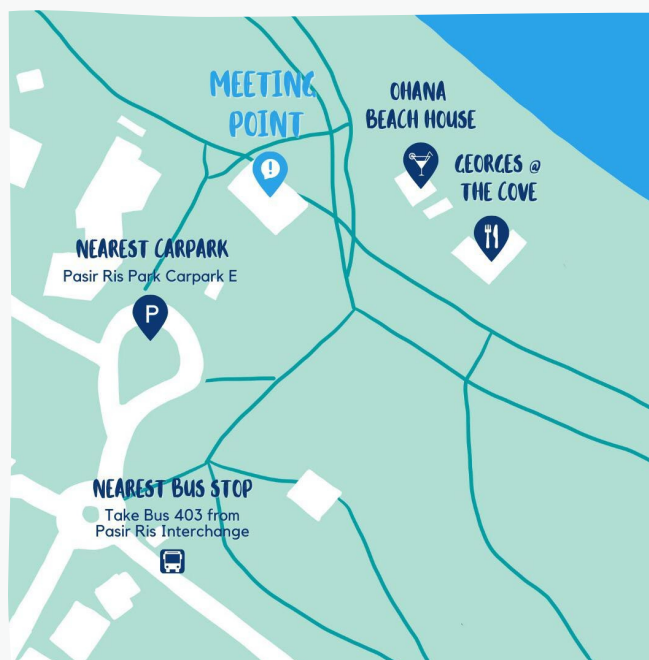 MEETING
POINT
!
OHANA
BEACH HOUSE
GEORGES @
THE COVE
NEAREST CARPARK
Pasir Ris Park Carpark E
P
NEAREST BUS STOP
Take Bus 403 from
Pasir Ris Interchange